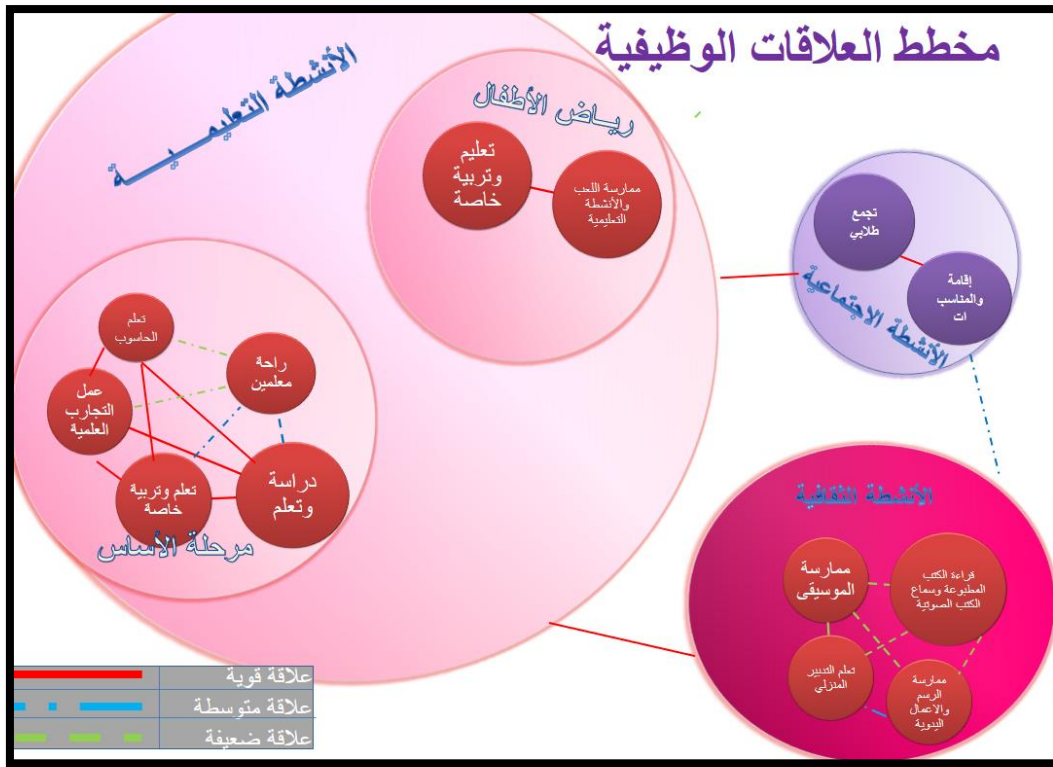 مخطط العلاقات الوظيفية
الأنشطة التعليميـــــــة
ريــاض الأطفال
تعليم
وتربية
خاصة
ممارسة اللعب
والأنشطة
التعليمية
تجمع
طلابي
إقامة
والمناسب
ات
الأنشطة الاجتماعية
تعلم
الحاسوب
راحة
معلمين
عمل
التجارب
العلمية
تعلم وتربية
خاصة
دراسة
وتعلم
مرحلة الأساس
الأنشطة الثقافية
ممارسة
الموسيقى
قراءة الكتب
المطبوعة وسماع
الكتب الصوتية
تعلم التدبير
المنزلي
ممارسة
الرسم
والاعمال
اليدوية
علاقة قوية
علاقة متوسطة
علاقة ضعيفة